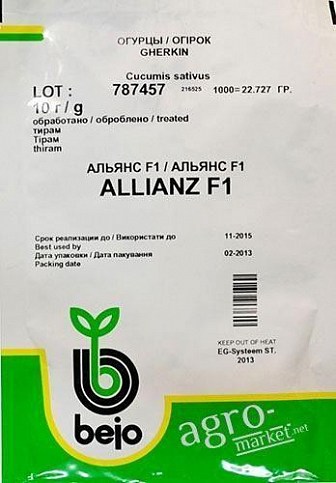 ОГУРЦЫ / ОГІРОК
GHERKIN
Cucumis sativus
LOT : 787457 216525 1000=22.727 ГР.
10 г / g
обработано / оброблено / treated
тирам
Тірам
thiram
АЛЬЯНС F1 / АЛЬЯНС F1
ALLIANZ F1
Срок реализации до / Використати до 11-2015
Best used by
Дата упаковки / Дата пакування 02-2013
Packing date
KEEP OUT OF HEAT
EG-Systeem ST.
2013
bejo
agro-
market.net